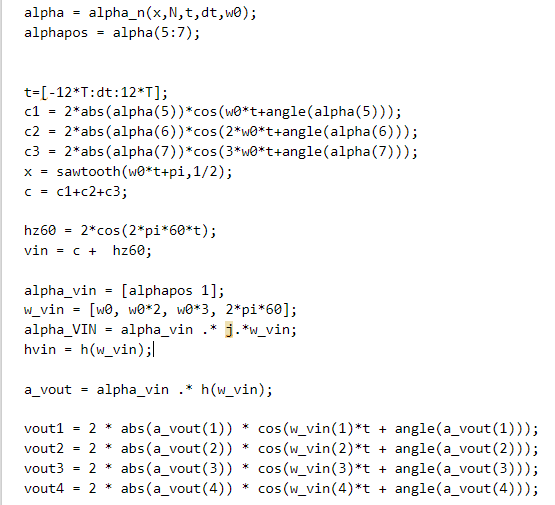 alpha = alpha_n(x,N,t,dt,w0);
alphapos = alpha(5:7);
t=[-12*T:dt:12*T];
c1 = 2*abs(alpha(5))*cos(w0*t+angle(alpha(5)));
c2 = 2*abs(alpha(6))*cos(2*w0*t+angle(alpha(6)));
c3 = 2*abs(alpha(7))*cos(3*w0*t+angle(alpha(7)));
x = sawtooth(w0*t+pi,1/2);
c = c1+c2+c3;
hz60 = 2*cos(2*pi*60*t);
vin = c +  hz60;
alpha_vin = [alphapos 1];
w_vin = [w0, w0*2, w0*3, 2*pi*60];
alpha_VIN = alpha_vin .* j.*w_vin;
hvin = h(w_vin);
a_vout = alpha_vin .* h(w_vin);
vout1 = 2 * abs(a_vout(1)) * cos(w_vin(1)*t + angle(a_vout(1)));
vout2 = 2 * abs(a_vout(2)) * cos(w_vin(2)*t + angle(a_vout(2)));
vout3 = 2 * abs(a_vout(3)) * cos(w_vin(3)*t + angle(a_vout(3)));
vout4 = 2 * abs(a_vout(4)) * cos(w_vin(4)*t + angle(a_vout(4)));